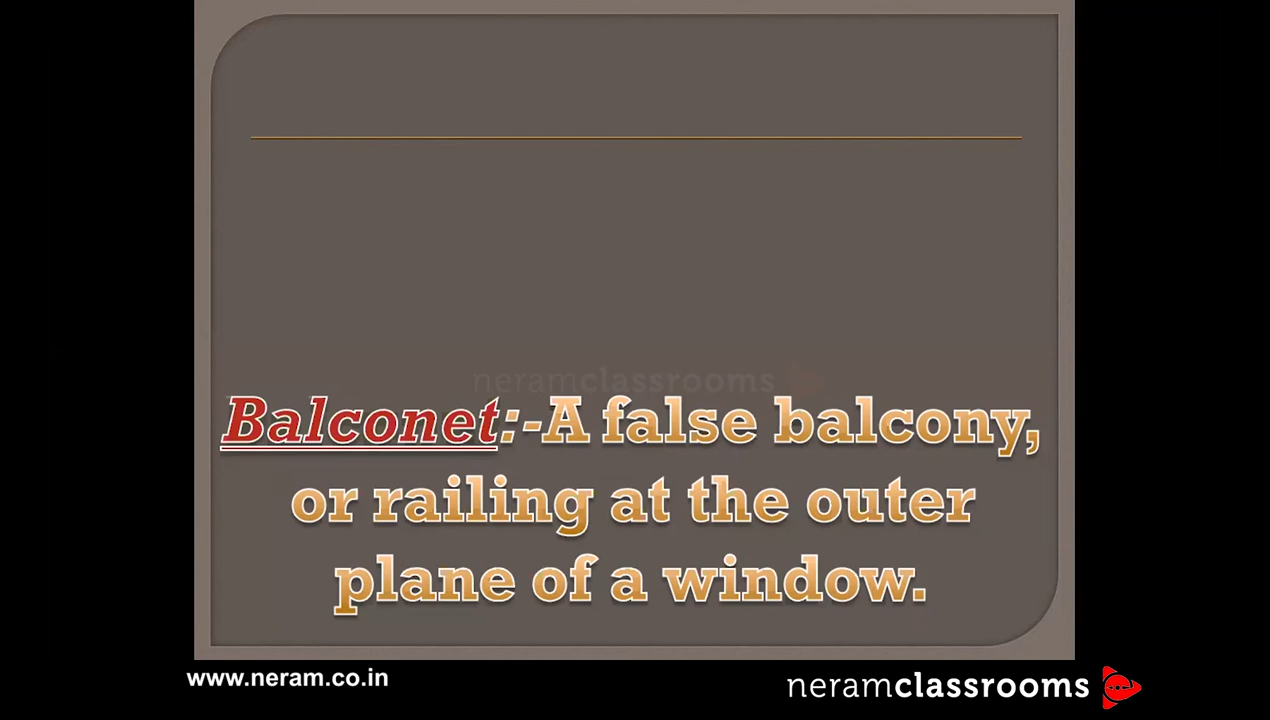 neramclassrooms
Balconet:-A false balcony,
or railing at the outer
plane of a window.
www.neram.co.in
neramclassrooms